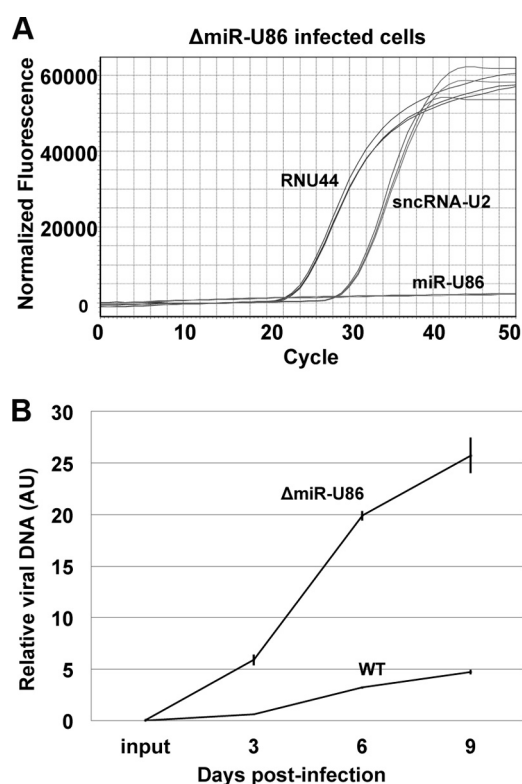 A
ΔmiR-U86 infected cells
Normalized Fluorescence
60000
40000
20000
0
RNU44
sncRNA-U2
miR-U86
0 10 20 30 40 50
Cycle
B
Relative viral DNA (AU)
30
25
20
15
10
5
0
ΔmiR-U86
WT
input 3 6 9
Days post-infection